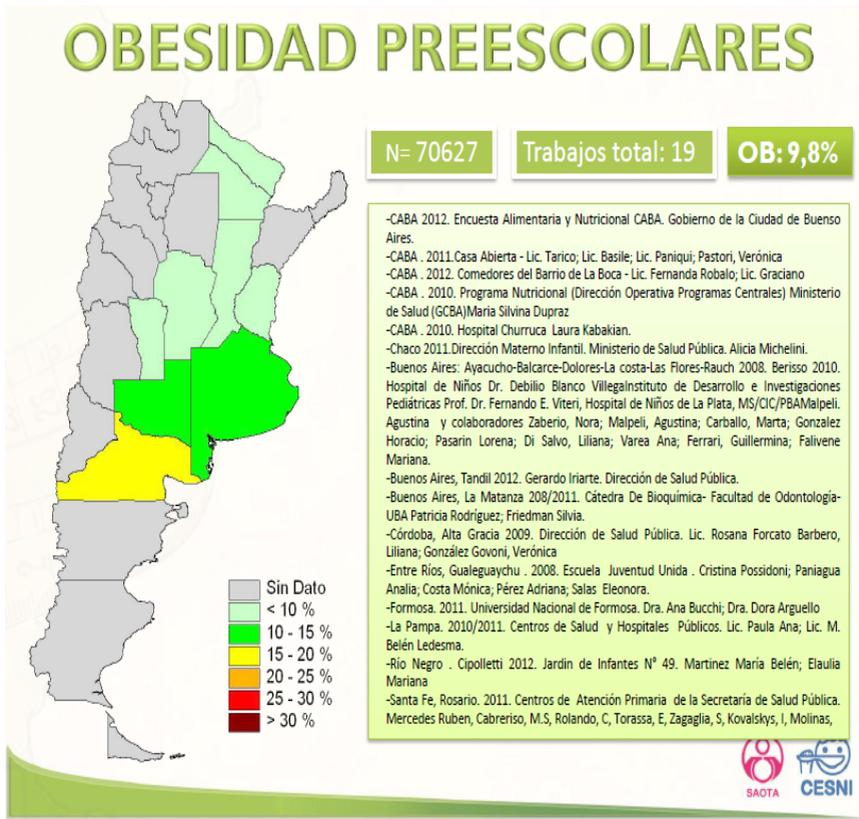 OBESIDAD PREESCOLARES
N= 70627
Trabajos total: 19
OB: 9,8%
-CABA 2012. Encuesta Alimentaria y Nutricional CABA. Gobierno de la Ciudad de Buenso
Aires.
-CABA . 2011.Casa Abierta - Lic. Tarico; Lic. Basile; Lic. Paniqui; Pastori, Verónica
-CABA . 2012. Comedores del Barrio de La Boca - Lic. Fernanda Robalo; Lic. Graciano
-CABA . 2010. Programa Nutricional (Dirección Operativa Programas Centrales) Ministerio
de Salud (GCBA)Maria Silvina Dupraz
-CABA . 2010. Hospital Churruca Laura Kabakian.
-Chaco 2011.Dirección Materno Infantil. Ministerio de Salud Pública. Alicia Michelini.
-Buenos Aires: Ayacucho-Balcarce-Dolores-La costa-Las Flores-Rauch 2008. Berisso 2010.
Hospital de Niños Dr. Debilio Blanco VillegaInstituto de Desarrollo e Investigaciones
Pediátricas Prof. Dr. Fernando E. Viteri, Hospital de Niños de La Plata, MS/CIC/PBAMalpeli.
Agustina y colaboradores Zaberio, Nora; Malpeli, Agustina; Carballo, Marta; Gonzalez
Horacio; Pasarin Lorena; Di Salvo, Liliana; Varea Ana; Ferrari, Guillermina; Falivene
Mariana.
-Buenos Aires, Tandil 2012. Gerardo Iriarte. Dirección de Salud Pública.
-Buenos Aires, La Matanza 208/2011. Cátedra De Bioquímica- Facultad de Odontología-
UBA Patricia Rodríguez; Friedman Silvia.
-Córdoba, Alta Gracia 2009. Dirección de Salud Pública. Lic. Rosana Forcato Barbero,
Liliana; González Govoni, Verónica
-Entre Ríos, Gualeguaychu . 2008. Escuela Juventud Unida . Cristina Possidoni; Paniagua
Analia; Costa Mónica; Pérez Adriana; Salas Eleonora.
-Formosa. 2011. Universidad Nacional de Formosa. Dra. Ana Bucchi; Dra. Dora Arguello
-La Pampa. 2010/2011. Centros de Salud y Hospitales Públicos. Lic. Paula Ana; Lic. M.
Belén Ledesma.
-Río Negro . Cipolletti 2012. Jardin de Infantes N° 49. Martinez María Belén; Elaulia
Mariana
-Santa Fe, Rosario. 2011. Centros de Atención Primaria de la Secretaría de Salud Pública.
Mercedes Ruben, Cabreriso, M.S, Rolando, C, Torassa, E, Zagaglia, S, Kovalskys, I, Molinas,
Sin Dato
< 10 %
10 - 15 %
15 - 20 %
20 - 25 %
25 - 30 %
> 30 %
SAOTA
CESNI